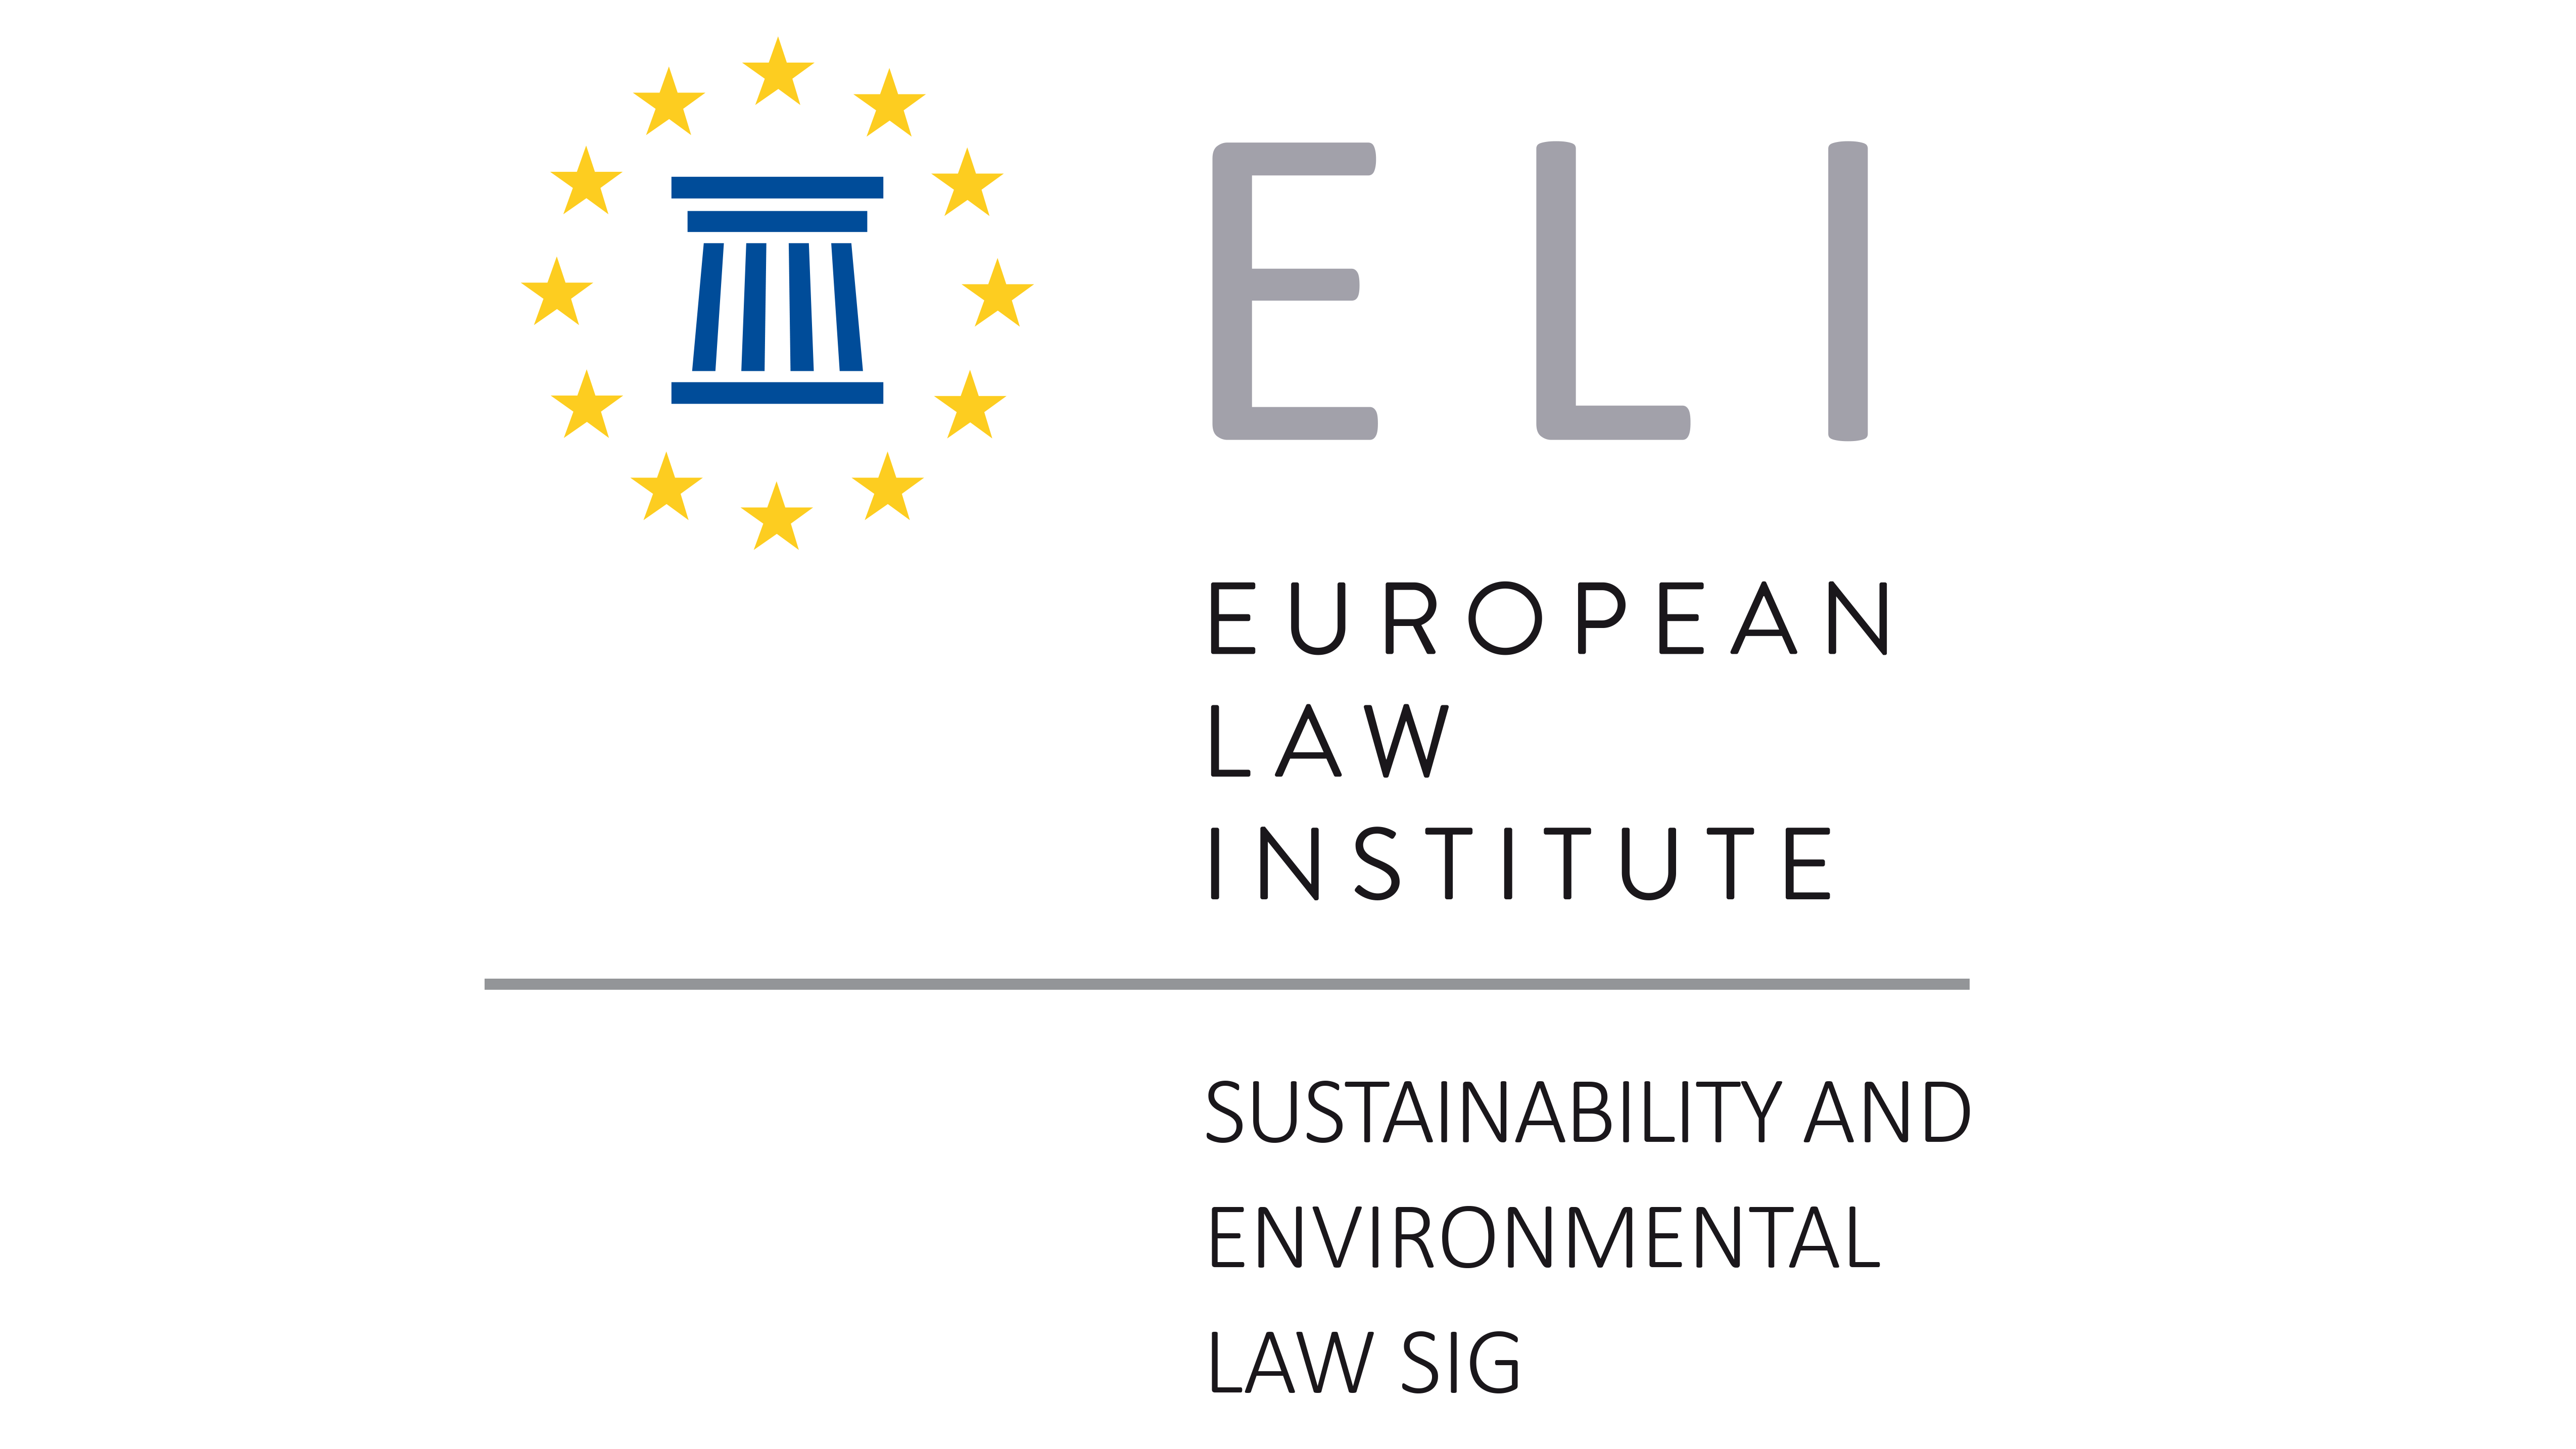 ELI
EUROPEAN
LAW
INSTITUTE
SUSTAINABILITY AND
ENVIRONMENTAL
LAW SIG